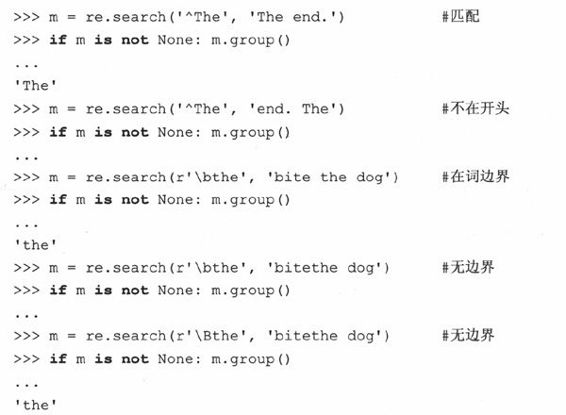 >>> m = re.search('^The', 'The end.') #匹配
>>> if m is not None: m.group()
...
'The'
>>> m = re.search('^The', 'end. The') #不在开头
>>> if m is not None: m.group()
...
>>> m = re.search(r'\bthe', 'bite the dog') #在词边界
>>> if m is not None: m.group()
...
'the'
>>> m = re.search(r'\bthe', 'bitethe dog') #无边界
>>> if m is not None: m.group()
...
>>> m = re.search(r'\Bthe', 'bitethe dog') #无边界
>>> if m is not None: m.group()
...
'the'